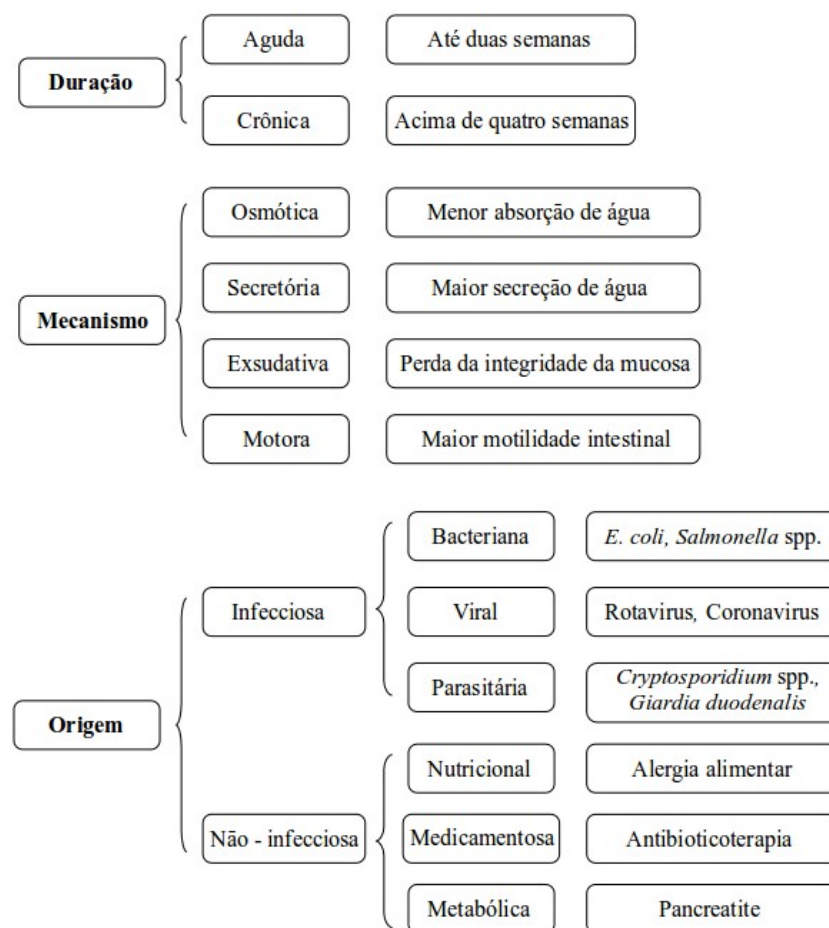 Duração
Aguda
Até duas semanas
Crônica
Acima de quatro semanas
Mecanismo
Osmótica
Menor absorção de água
Secretória
Maior secreção de água
Exsudativa
Perda da integridade da mucosa
Motora
Maior motilidade intestinal
Origem
Infecciosa
Bacteriana
E. coli, Salmonella spp.
Viral
Rotavirus, Coronavirus
Parasitária
Cryptosporidium spp.,
Giardia duodenalis
Não - infecciosa
Nutricional
Alergia alimentar
Medicamentosa
Antibioticoterapia
Metabólica
Pancreatite